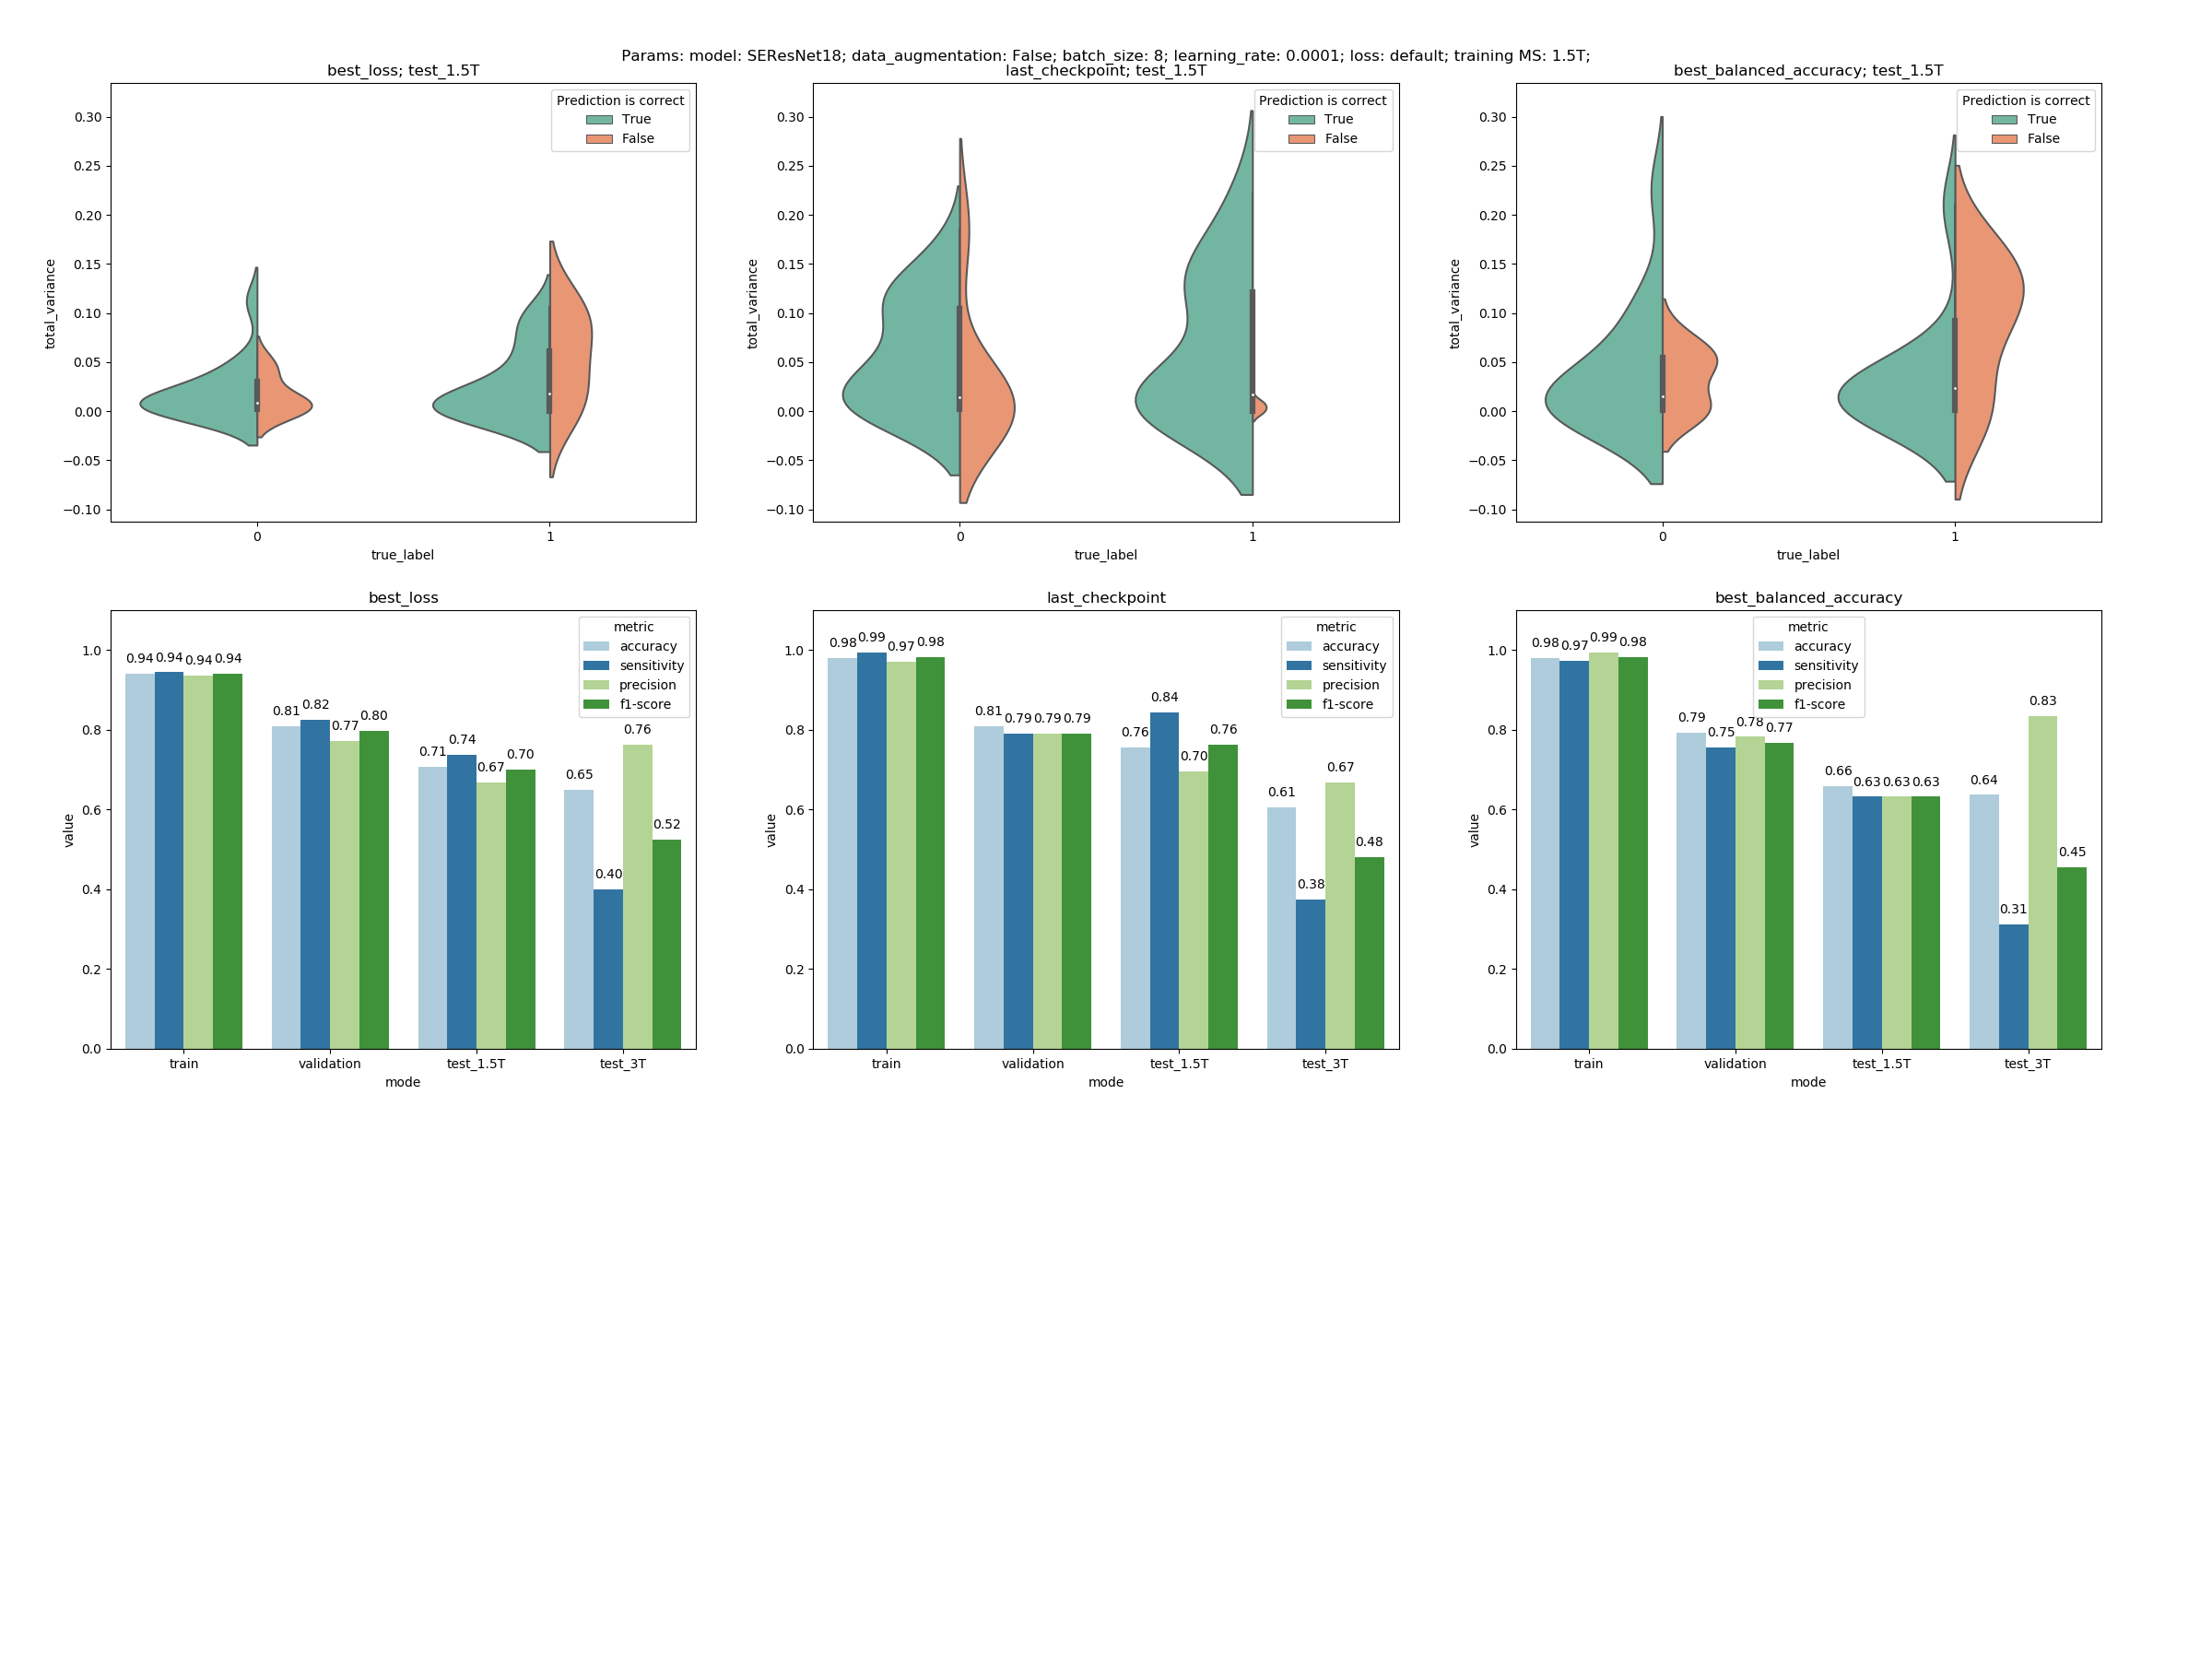 Params: model: SEResNet18; data_augmentation: False; batch_size: 8; learning_rate: 0.0001; loss: default; training MS: 1.5T;
best_loss; test_1.5T
total_variance
0.30
0.25
0.20
0.15
0.10
0.05
0.00
−0.05
−0.10
Prediction is correct
True
False
0 1
true_label
last_checkpoint; test_1.5T
total_variance
0.30
0.25
0.20
0.15
0.10
0.05
0.00
−0.05
−0.10
Prediction is correct
True
False
0 1
true_label
best_balanced_accuracy; test_1.5T
total_variance
0.30
0.25
0.20
0.15
0.10
0.05
0.00
−0.05
−0.10
Prediction is correct
True
False
0 1
true_label
best_loss
value
1.0
0.8
0.6
0.4
0.2
0.0
metric
accuracy
sensitivity
precision
f1-score
0.94 0.94 0.94 0.94
0.81 0.82 0.77 0.80
0.71 0.74 0.67 0.70
0.65 0.40 0.76 0.52
train validation test_1.5T test_3T
mode
last_checkpoint
value
1.0
0.8
0.6
0.4
0.2
0.0
metric
accuracy
sensitivity
precision
f1-score
0.98 0.99 0.97 0.98
0.81 0.79 0.79 0.79
0.76 0.84 0.70 0.76
0.61 0.38 0.67 0.48
train validation test_1.5T test_3T
mode
best_balanced_accuracy
value
1.0
0.8
0.6
0.4
0.2
0.0
metric
accuracy
sensitivity
precision
f1-score
0.98 0.97 0.99 0.98
0.79 0.75 0.78 0.77
0.66 0.63 0.63 0.63
0.64 0.31 0.83 0.45
train validation test_1.5T test_3T
mode